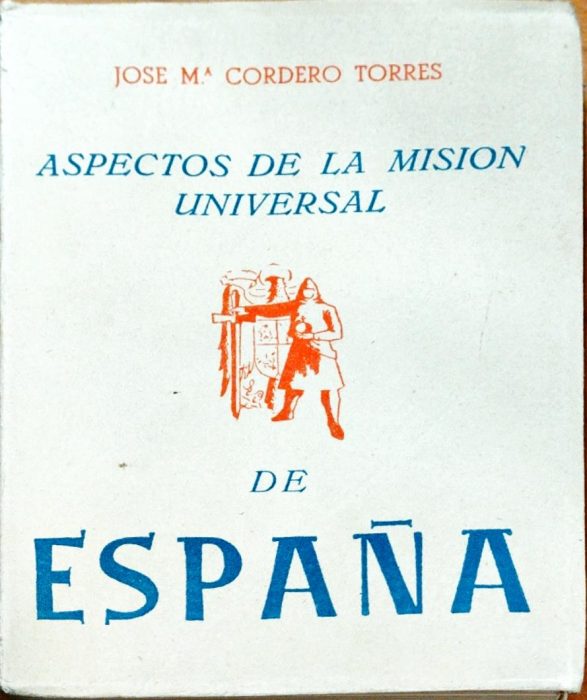 JOSE M.ª CORDERO TORRES
ASPECTOS DE LA MISION
UNIVERSAL
DE
ESPAÑA